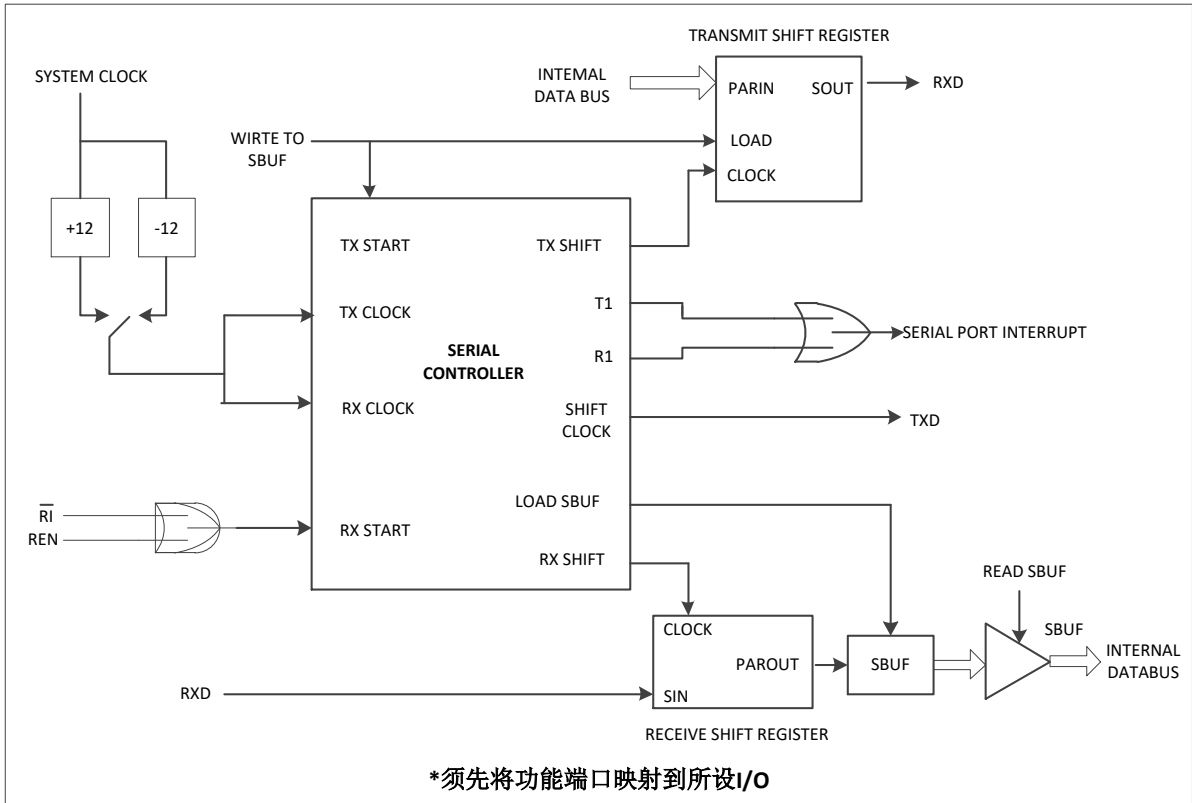 TRANSMIT SHIFT REGISTER
SYSTEM CLOCK
INTEMAL
DATA BUS
PARIN
SOUT
RXD
WIRTE TO
SBUF
LOAD
CLOCK
+12
-12
TX START
TX SHIFT
TX CLOCK
T1
SERIAL PORT INTERRUPT
SERIAL
CONTROLLER
R1
RX CLOCK
SHIFT
CLOCK
TXD
LOAD SBUF
R̅I̅
REN
RX START
RX SHIFT
READ SBUF
CLOCK
SBUF
PAROUT
SBUF
INTERNAL
DATABUS
RXD
SIN
RECEIVE SHIFT REGISTER
*须先将功能端口映射到所设I/O